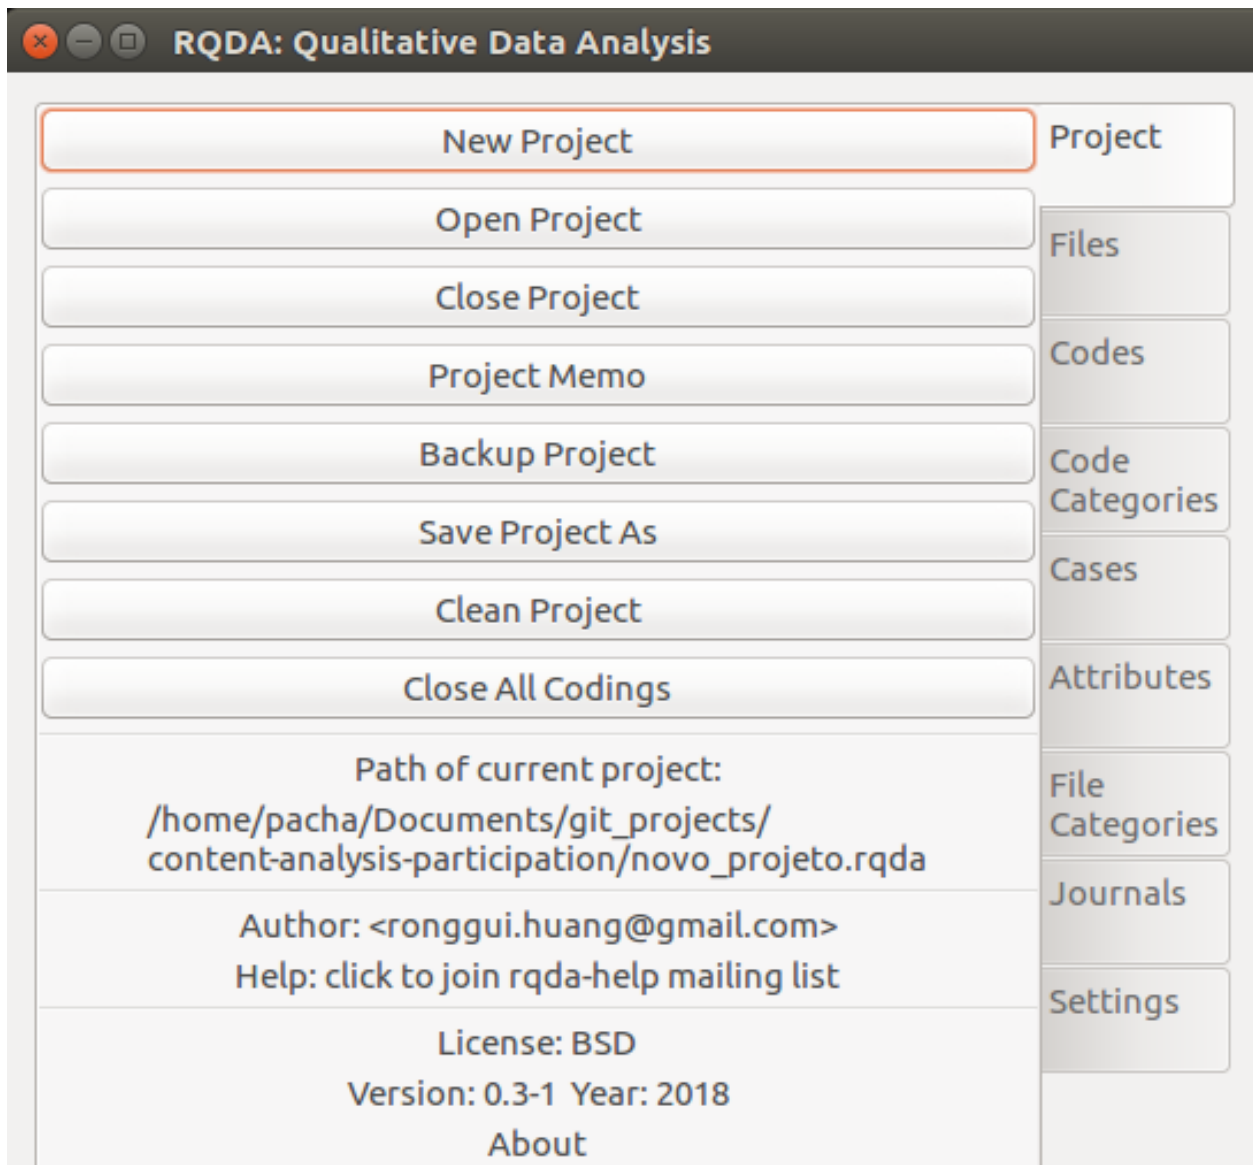 RQDA: Qualitative Data Analysis
New Project
Open Project
Close Project
Project Memo
Backup Project
Save Project As
Clean Project
Close All Codings
Path of current project:
/home/pacha/Documents/git_projects/
content-analysis-participation/novo_projeto.rqda
Author: <ronggui.huang@gmail.com>
Help: click to join rqda-help mailing list
License: BSD
Version: 0.3-1 Year: 2018
About
Project
Files
Codes
Code
Categories
Cases
Attributes
File
Categories
Journals
Settings